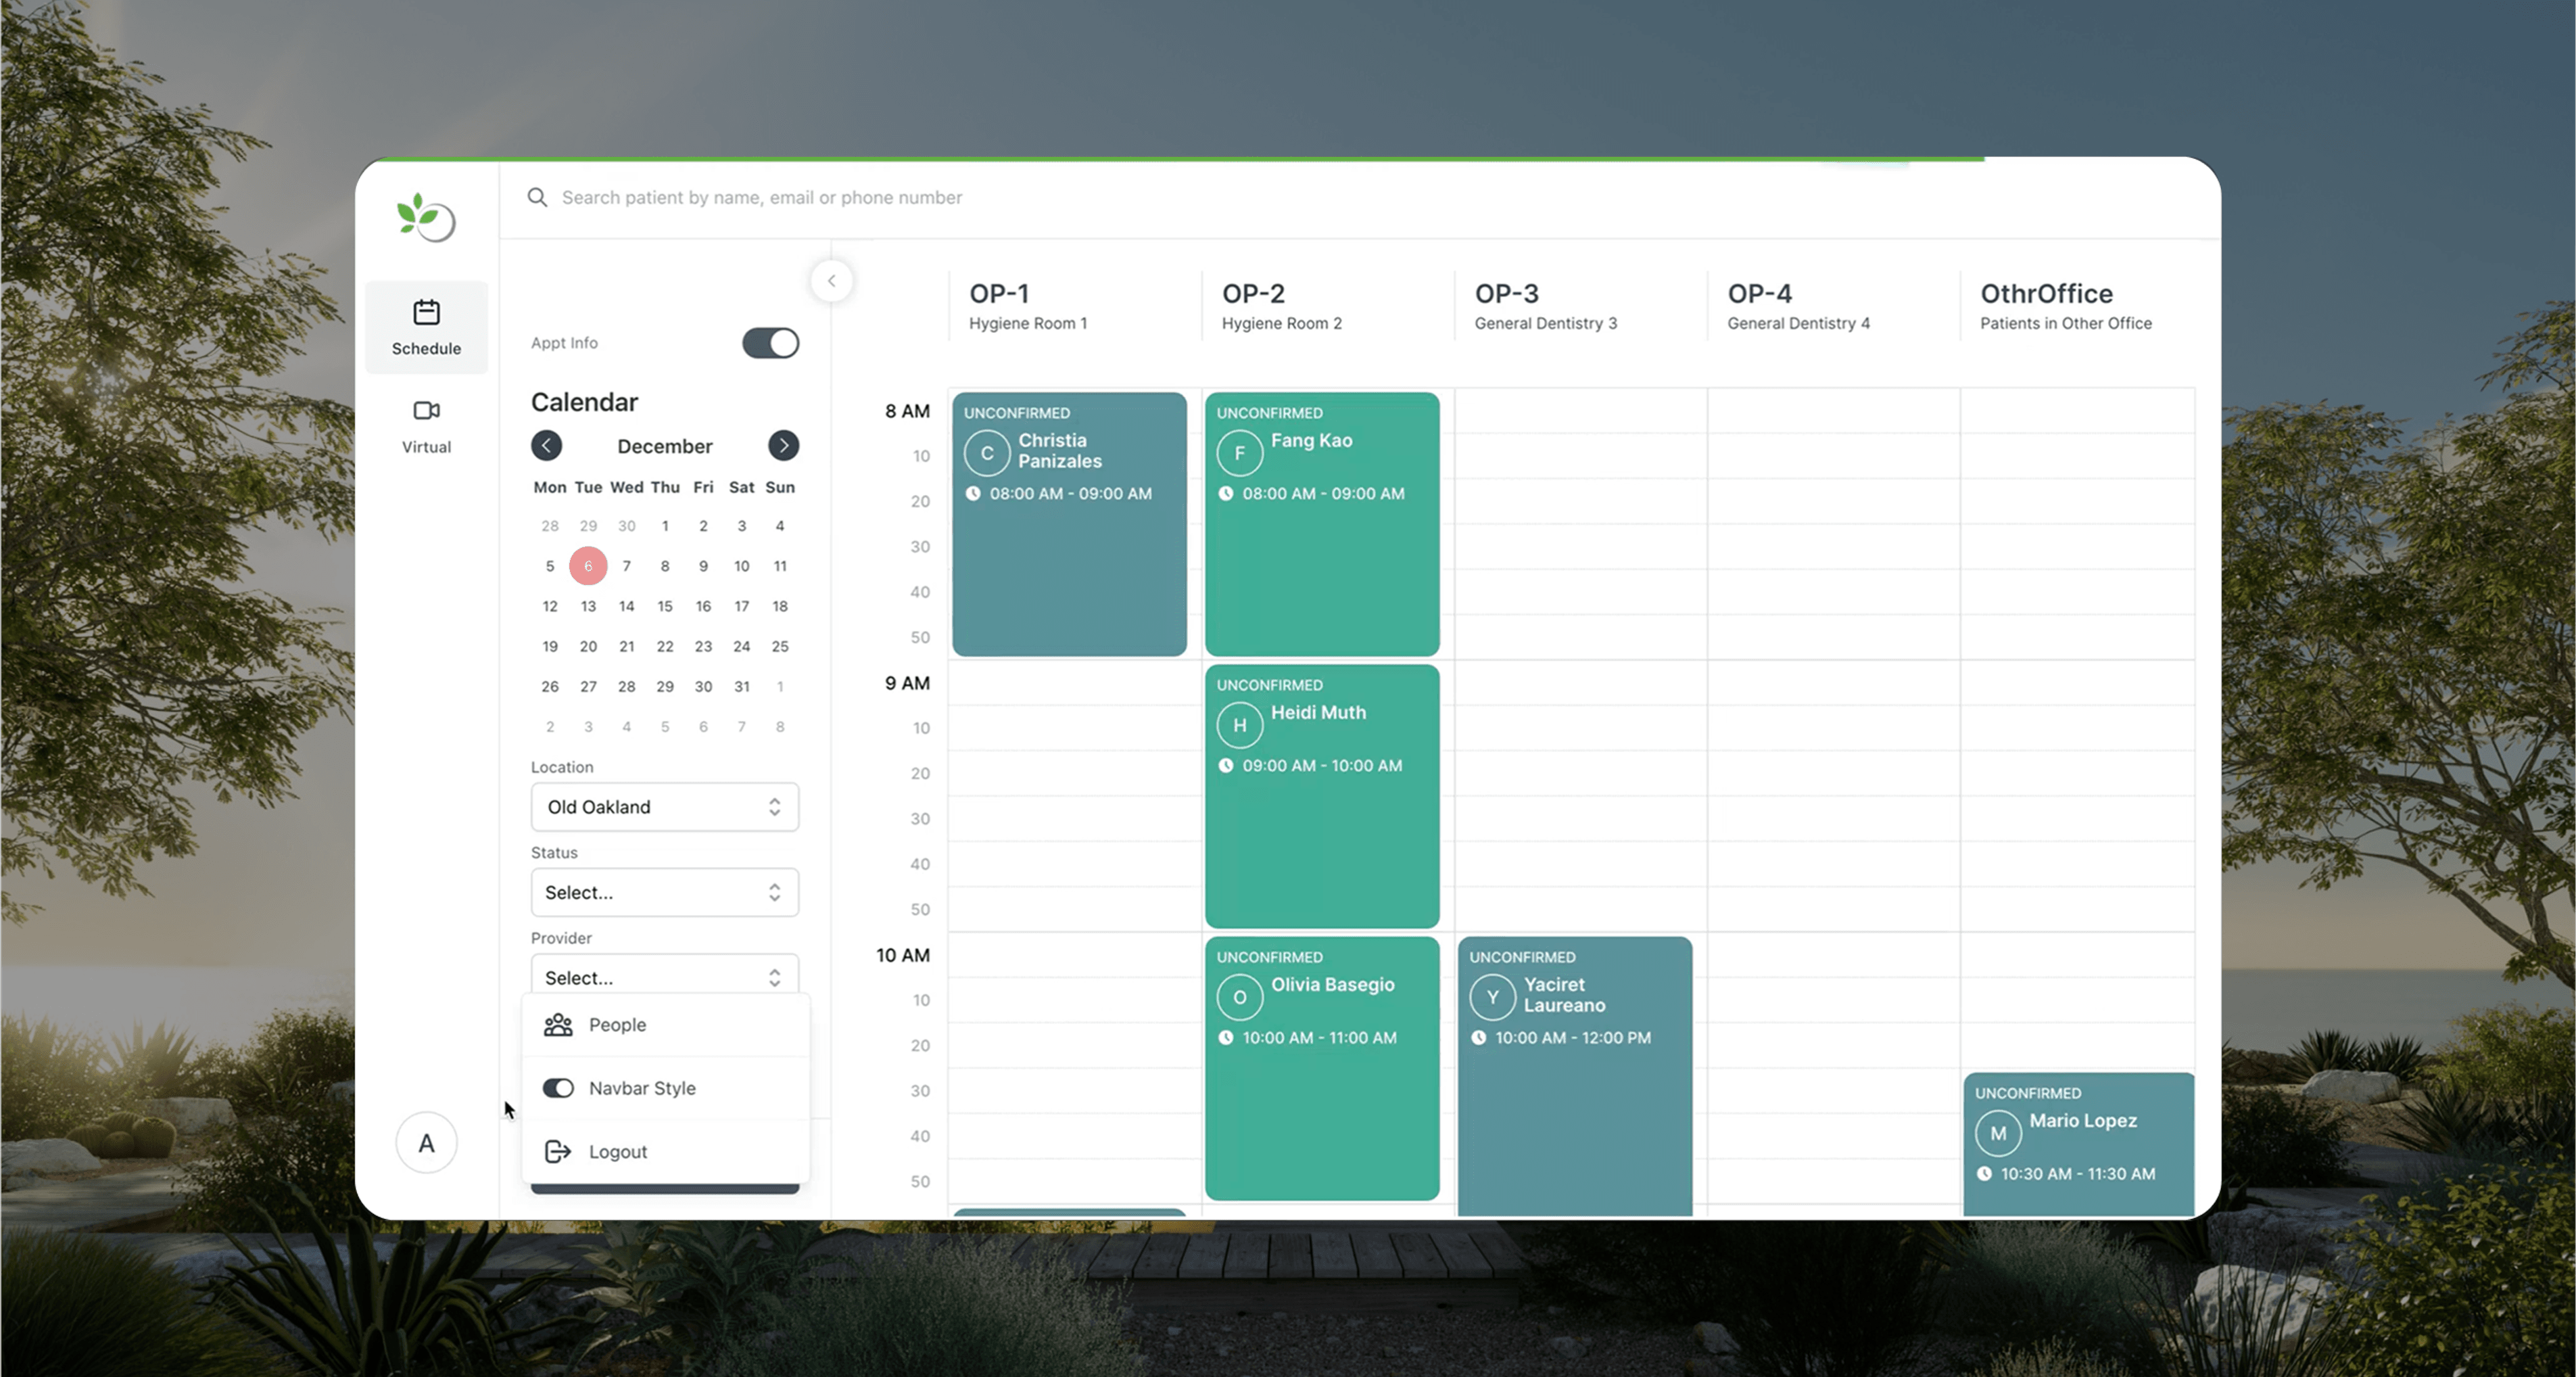 Search patient by name, email or phone number
Schedule
Virtual
A
Appt Info
Calendar
December
Mon Tue Wed Thu Fri Sat Sun
28 29 30 1 2 3 4
5 6 7 8 9 10 11
12 13 14 15 16 17 18
19 20 21 22 23 24 25
26 27 28 29 30 31 1
2 3 4 5 6 7 8
Location
Old Oakland
Status
Select...
Provider
Select...
People
Navbar Style
Logout
OP-1
Hygiene Room 1
OP-2
Hygiene Room 2
OP-3
General Dentistry 3
OP-4
General Dentistry 4
OthrOffice
Patients in Other Office
8 AM
10
20
30
40
50
9 AM
10
20
30
40
50
10 AM
10
20
30
40
50
UNCONFIRMED
C
Christia
Panizales
08:00 AM - 09:00 AM
UNCONFIRMED
F
Fang Kao
08:00 AM - 09:00 AM
UNCONFIRMED
H
Heidi Muth
09:00 AM - 10:00 AM
UNCONFIRMED
O
Olivia Basegio
10:00 AM - 11:00 AM
UNCONFIRMED
Y
Yaciret
Laureano
10:00 AM - 12:00 PM
UNCONFIRMED
M
Mario Lopez
10:30 AM - 11:30 AM